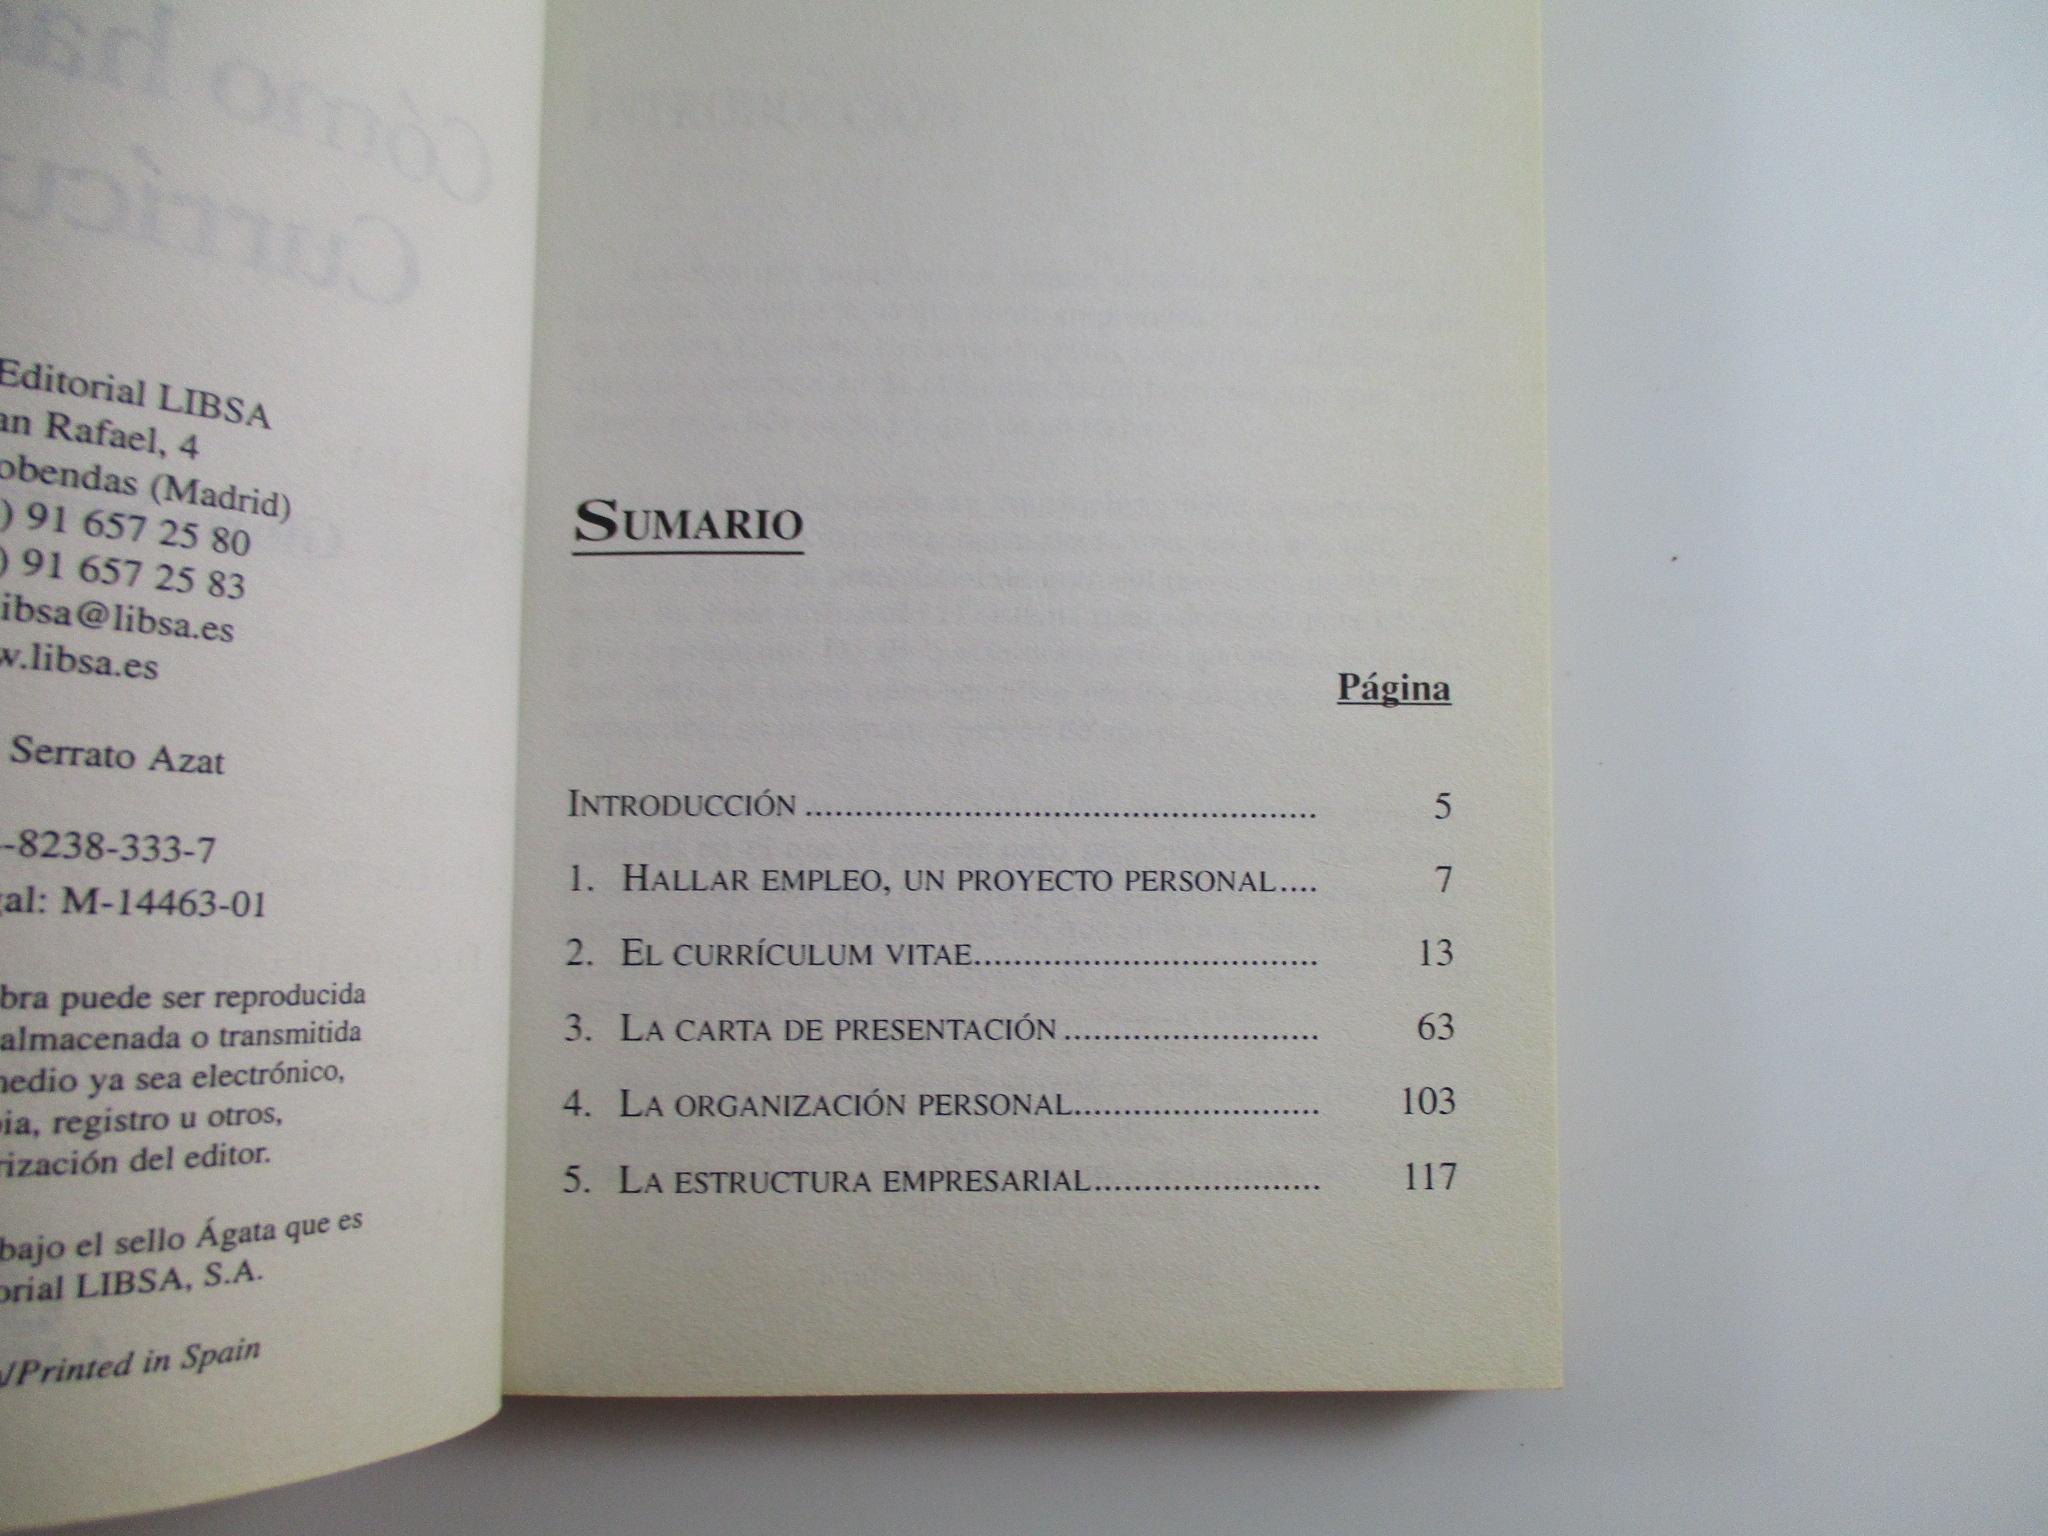 Editorial LIBSA
Rafael, 4
(Madrid)
91 657 25 80
91 657 25 83
libsa@libsa.es
.libsa.es
Serrato Azat
-8238-333-7
M-14463-01
puede ser reproducida
almacenada o transmitida
medio ya sea electrónico,
registro u otros,
del editor.
bajo el sello Ágata que es
LIBSA, S.A.
/Printed in Spain
SUMARIO
Página
INTRODUCCIÓN .................................................... 5
1. HALLAR EMPLEO, UN PROYECTO PERSONAL.... 7
2. EL CURRÍCULUM VITAE................................... 13
3. LA CARTA DE PRESENTACIÓN .......................... 63
4. LA ORGANIZACIÓN PERSONAL......................... 103
5. LA ESTRUCTURA EMPRESARIAL....................... 117